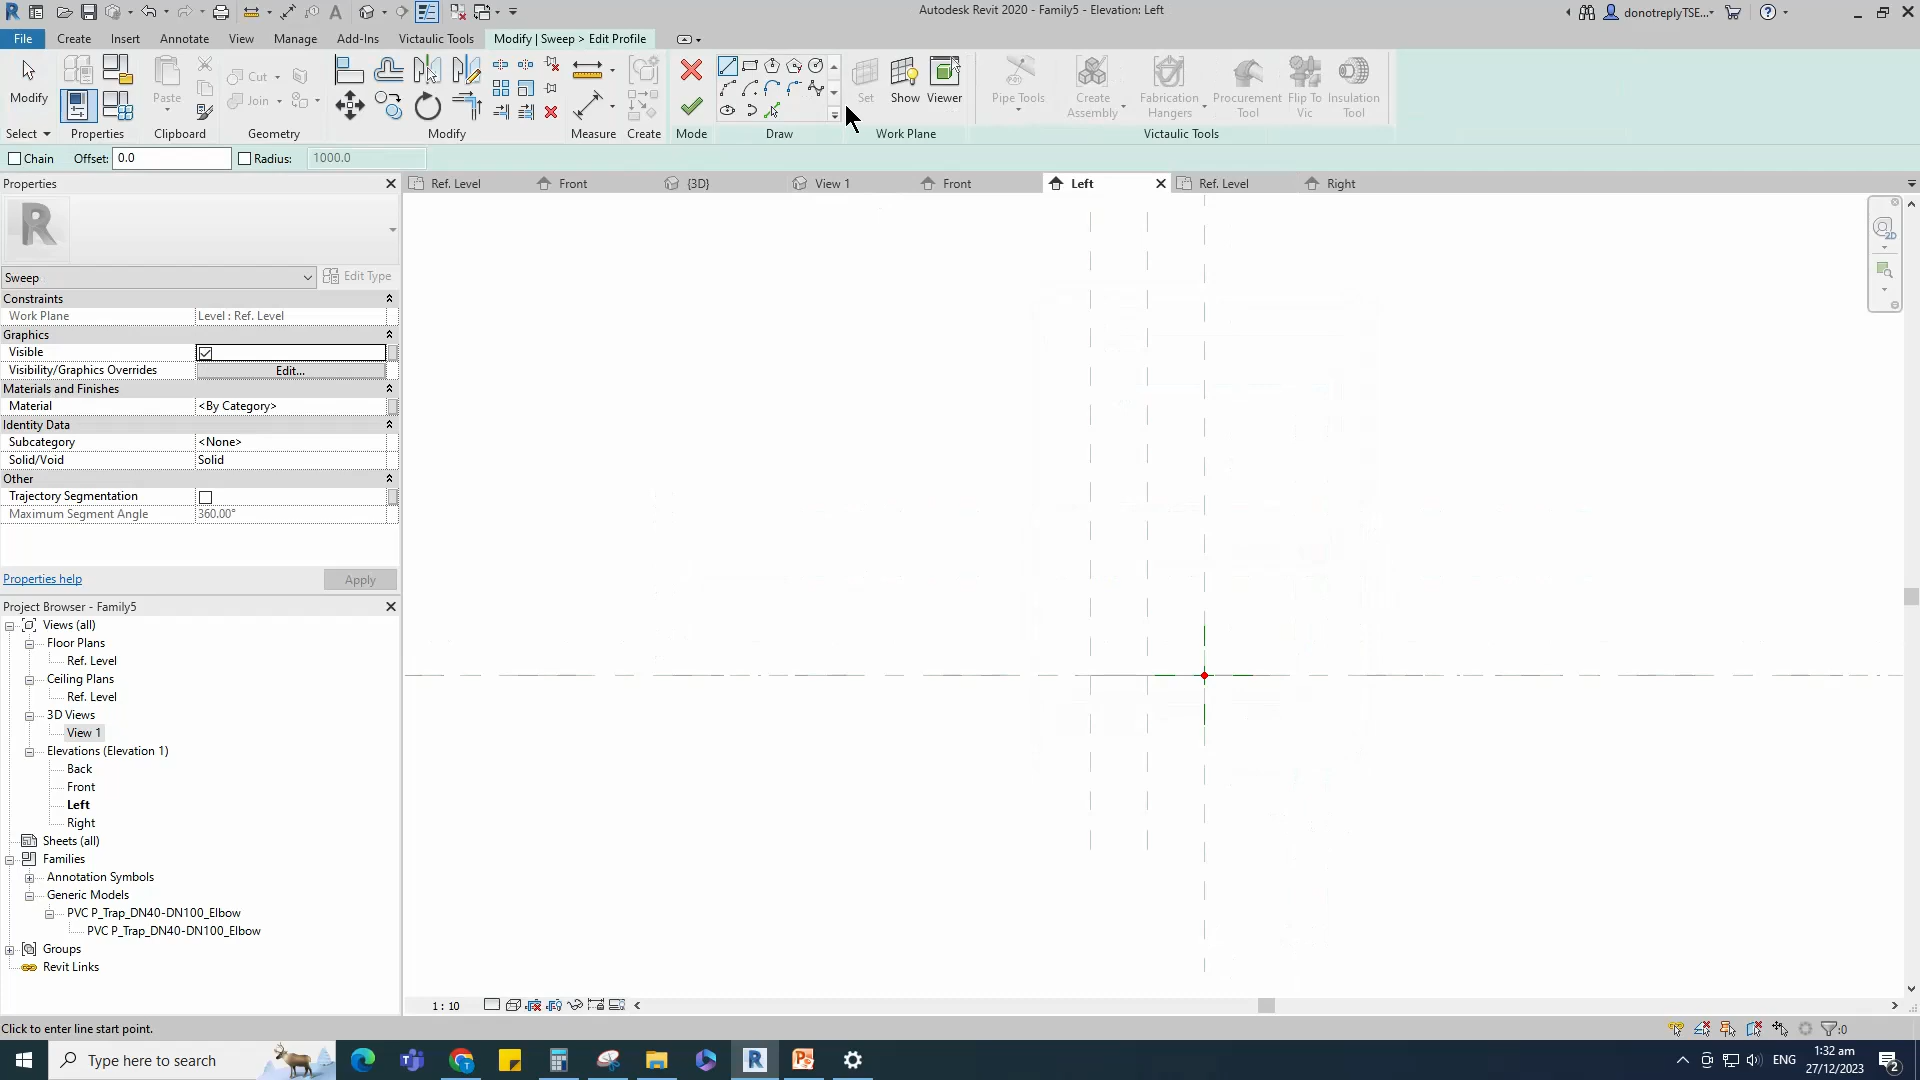 Autodesk Revit 2020 - Family5 - Elevation: Left
donotreplyTSE...
File
Create
Insert
Annotate
View
Manage
Add-Ins
Victaulic Tools
Modify | Sweep > Edit Profile
Modify
Paste
Cut
Join
Set
Show
Viewer
Pipe Tools
Create
Assembly
Fabrication
Hangers
Procurement
Tool
Flip To
Vic
Insulation
Tool
Select
Properties
Clipboard
Geometry
Modify
Measure
Create
Mode
Draw
Work Plane
Victaulic Tools
Chain
Offset:
0.0
Radius:
1000.0
Properties
Ref. Level
Front
{3D}
View 1
Front
Left
Ref. Level
Right
R
2D
Sweep
Edit Type
Constraints
Work Plane
Level : Ref. Level
Graphics
Visible
Visibility/Graphics Overrides
Edit...
Materials and Finishes
Material
<By Category>
Identity Data
Subcategory
<None>
Solid/Void
Solid
Other
Trajectory Segmentation
Maximum Segment Angle
360.00°
Properties help
Apply
Project Browser - Family5
Views (all)
Floor Plans
Ref. Level
Ceiling Plans
Ref. Level
3D Views
View 1
Elevations (Elevation 1)
Back
Front
Left
Right
Sheets (all)
Families
Annotation Symbols
Generic Models
PVC P_Trap_DN40-DN100_Elbow
PVC P_Trap_DN40-DN100_Elbow
Groups
Revit Links
1 : 10
Click to enter line start point.
:0
Type here to search
ENG
1:32 am
27/12/2023
2